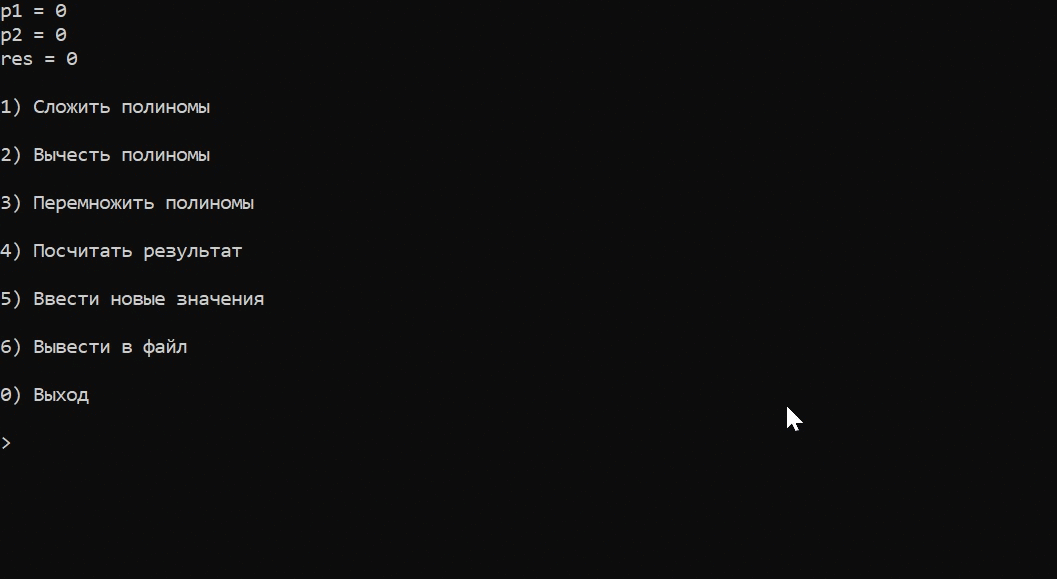 p1 = 0
p2 = 0
res = 0
1) Сложить полиномы
2) Вычесть полиномы
3) Перемножить полиномы
4) Посчитать результат
5) Ввести новые значения
6) Вывести в файл
0) Выход
>